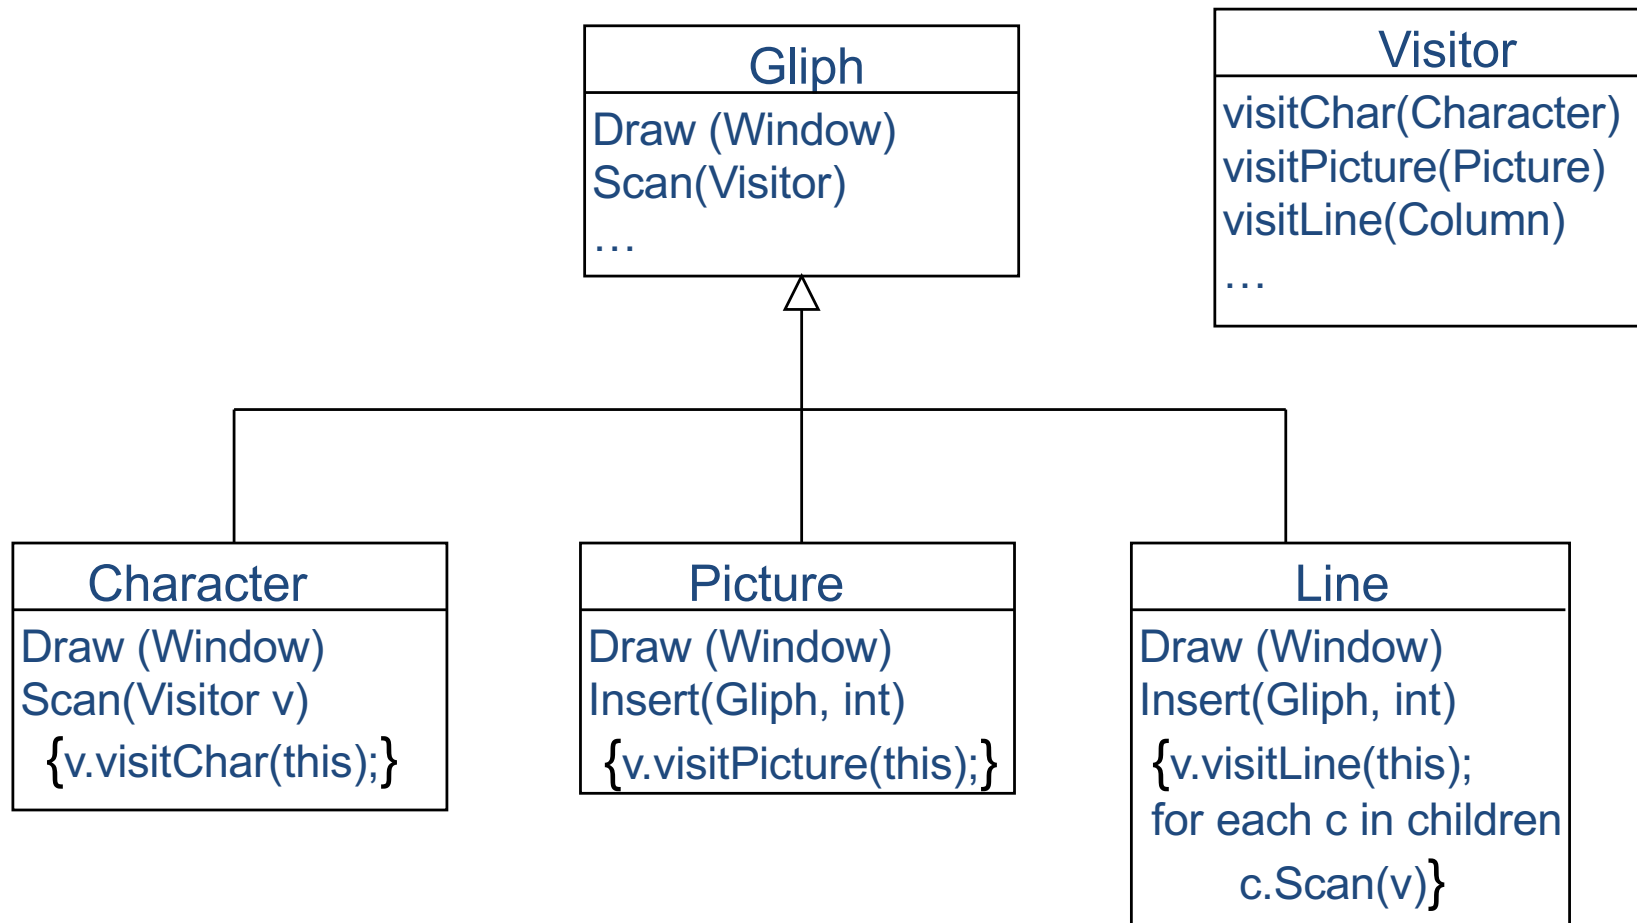 Gliph
Draw (Window)
Scan(Visitor)
…
Visitor
visitChar(Character)
visitPicture(Picture)
visitLine(Column)
…
Character
Draw (Window)
Scan(Visitor v)
{v.visitChar(this);}
Picture
Draw (Window)
Insert(Gliph, int)
{v.visitPicture(this);}
Line
Draw (Window)
Insert(Gliph, int)
{v.visitLine(this);
for each c in children
c.Scan(v)}